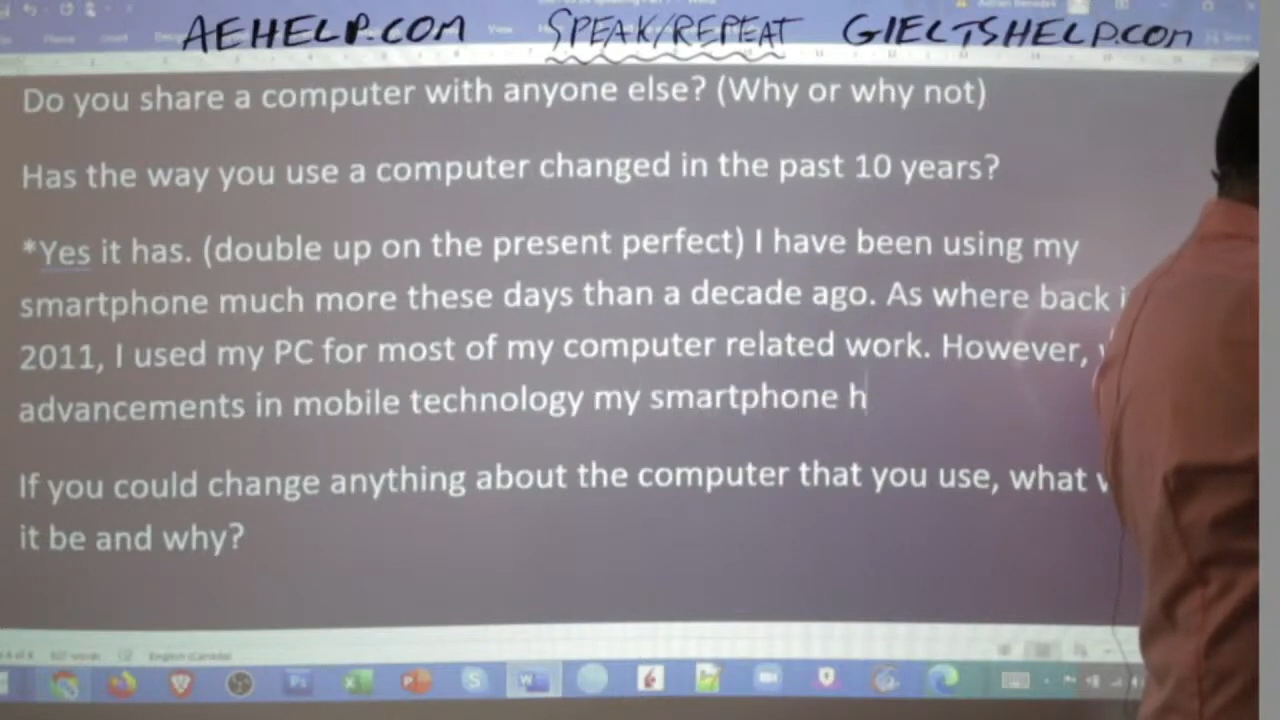 AEHELP.COM SPEAK/REPEAT GIELTSHELP.COM
Do you share a computer with anyone else? (Why or why not)
Has the way you use a computer changed in the past 10 years?
*Yes it has. (double up on the present perfect) I have been using my
smartphone much more these days than a decade ago. As where back
2011, I used my PC for most of my computer related work. However,
advancements in mobile technology my smartphone h
If you could change anything about the computer that you use, what
it be and why?
English (Canada)